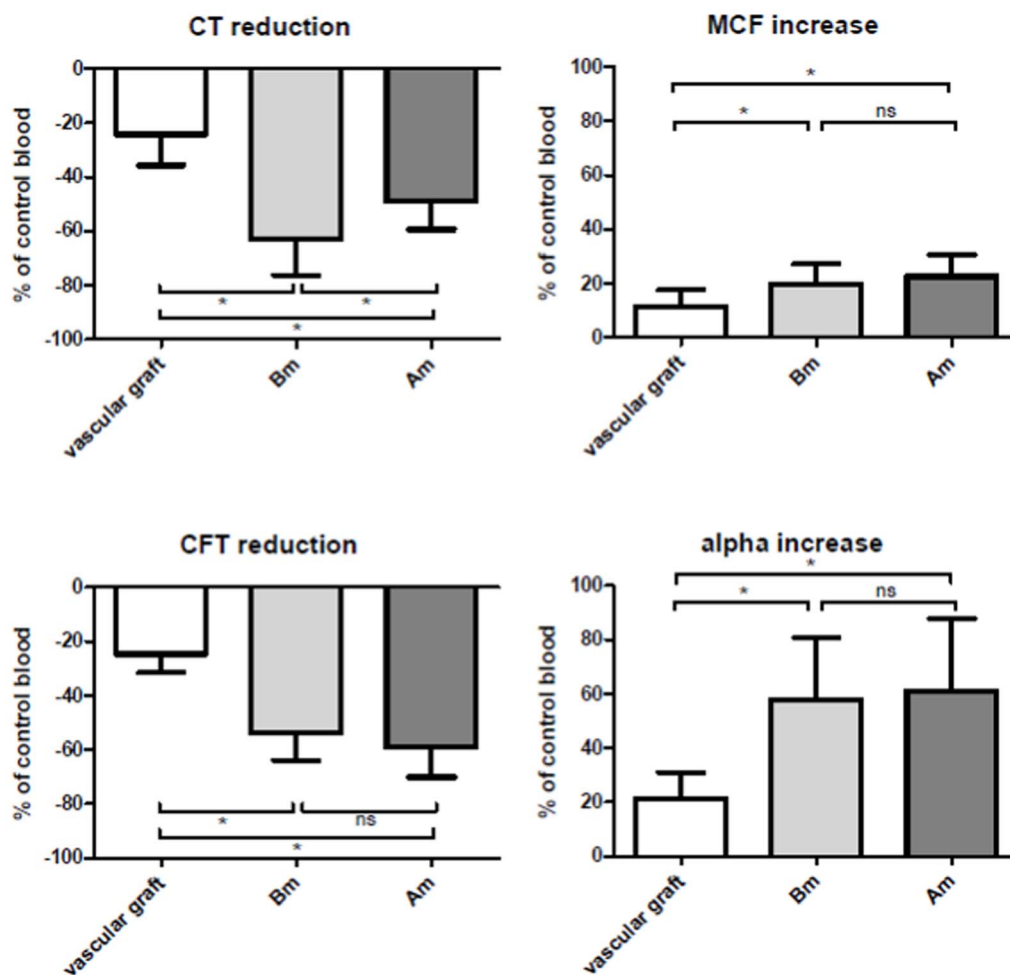 CT reduction
% of control blood
0
-20
-40
-60
-80
-100
*
*
*
vascular graft
Bm
Am
MCF increase
% of control blood
100
80
60
40
20
0
*
*
ns
vascular graft
Bm
Am
CFT reduction
% of control blood
0
-20
-40
-60
-80
-100
*
ns
*
vascular graft
Bm
Am
alpha increase
% of control blood
100
80
60
40
20
0
*
*
ns
vascular graft
Bm
Am